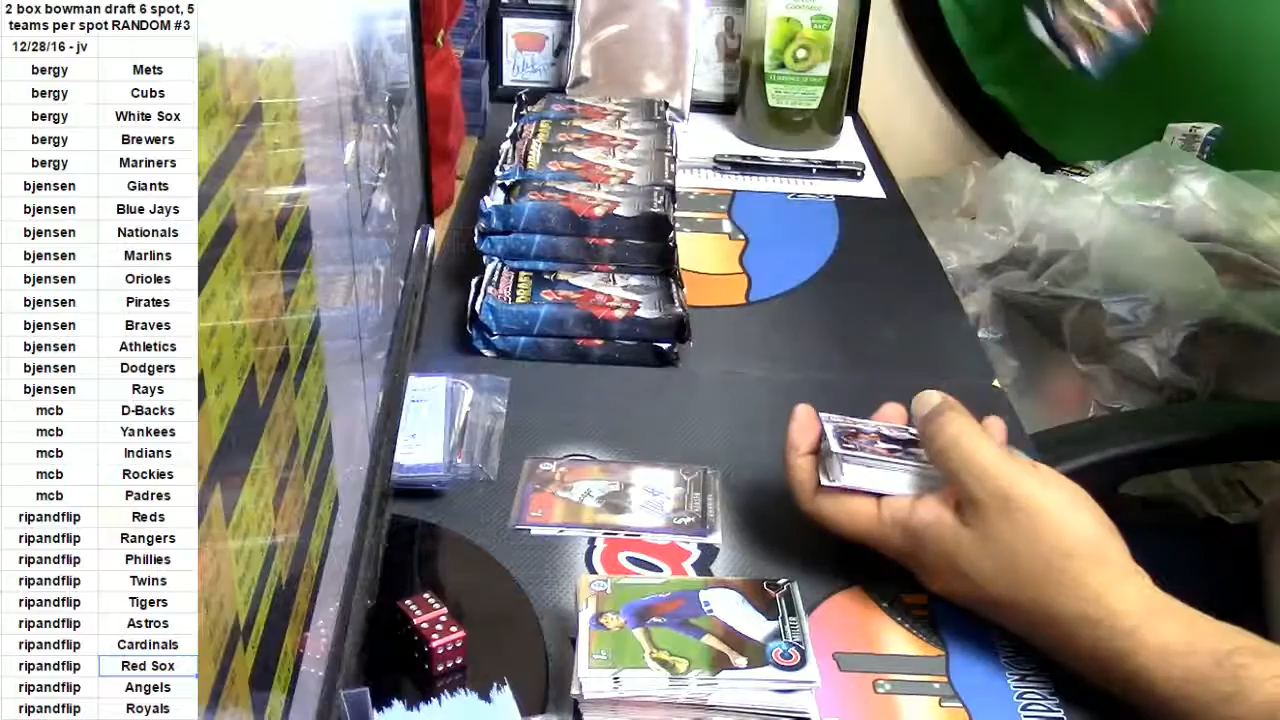 2 box bowman draft 6 spot, 5
teams per spot RANDOM #3
12/28/16 - jv
bergy Mets
bergy Cubs
bergy White Sox
bergy Brewers
bergy Mariners
bjensen Giants
bjensen Blue Jays
bjensen Nationals
bjensen Marlins
bjensen Orioles
bjensen Pirates
bjensen Braves
bjensen Athletics
bjensen Dodgers
bjensen Rays
mcb D-Backs
mcb Yankees
mcb Indians
mcb Rockies
mcb Padres
ripandflip Reds
ripandflip Rangers
ripandflip Phillies
ripandflip Twins
ripandflip Tigers
ripandflip Astros
ripandflip Cardinals
ripandflip Red Sox
ripandflip Angels
ripandflip Royals
Goodness
DRAFT
MILLER